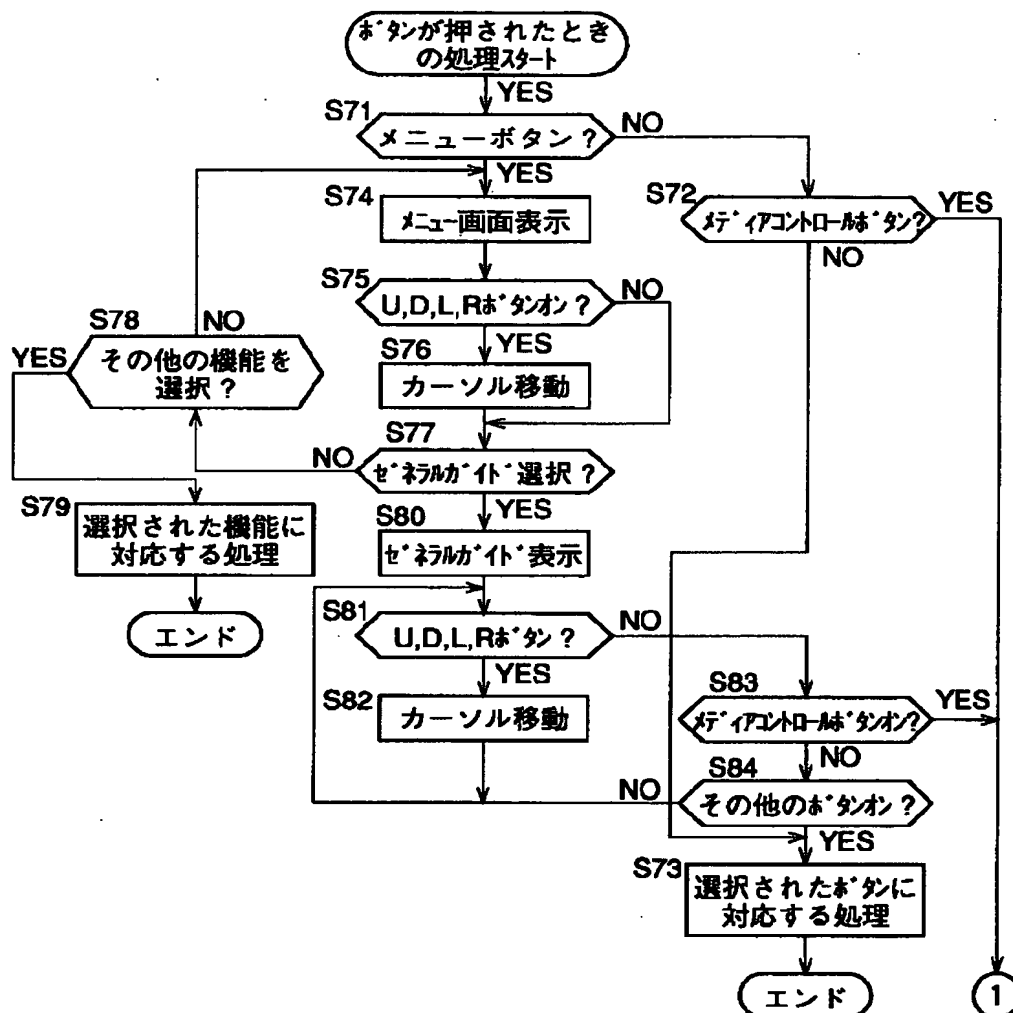 ボタンが押されたとき
の処理スタート
YES
S71
メニューボタン？
NO
YES
S74
メニュー画面表示
S72
メディアコントロールボタン？
YES
NO
S75
U,D,L,Rボタンオン？
NO
YES
S76
カーソル移動
S78
NO
YES
その他の機能を
選択？
S77
NO
ゼネラルガイド選択？
YES
S79
選択された機能に
対応する処理
エンド
S80
ゼネラルガイド表示
S81
U,D,L,Rボタン？
NO
YES
S82
カーソル移動
S83
メディアコントロールボタンオン？
YES
NO
S84
NO
その他のボタンオン？
YES
S73
選択されたボタンに
対応する処理
エンド
1